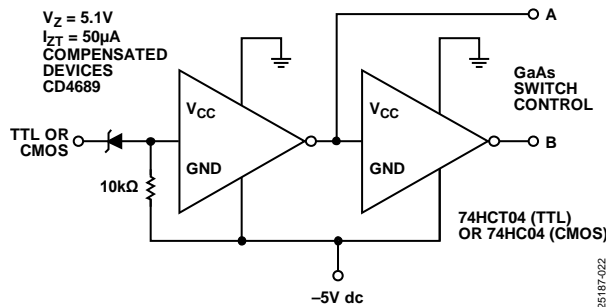 V_Z = 5.1V
I_ZT = 50µA
COMPENSATED
DEVICES
CD4689
TTL OR
CMOS
10kΩ
V_CC
GND
V_CC
GND
A
GaAs
SWITCH
CONTROL
B
74HCT04 (TTL)
OR 74HC04 (CMOS)
–5V dc
25187-022